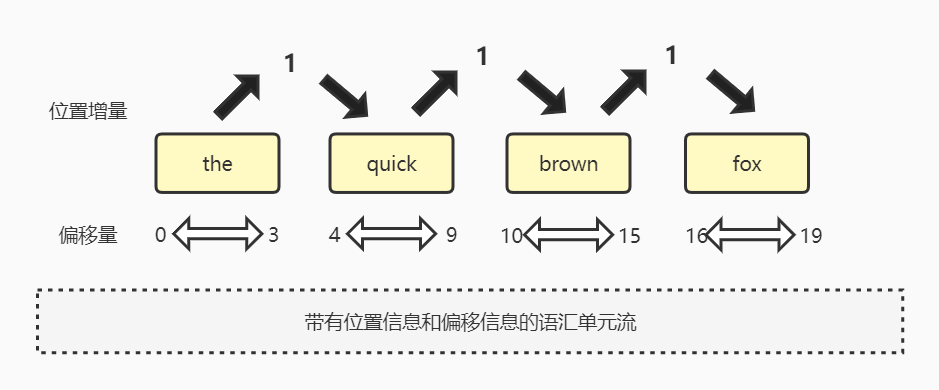 1 1 1
位置增量
the quick brown fox
偏移量 0 3 4 9 10 15 16 19
带有位置信息和偏移信息的语汇单元流